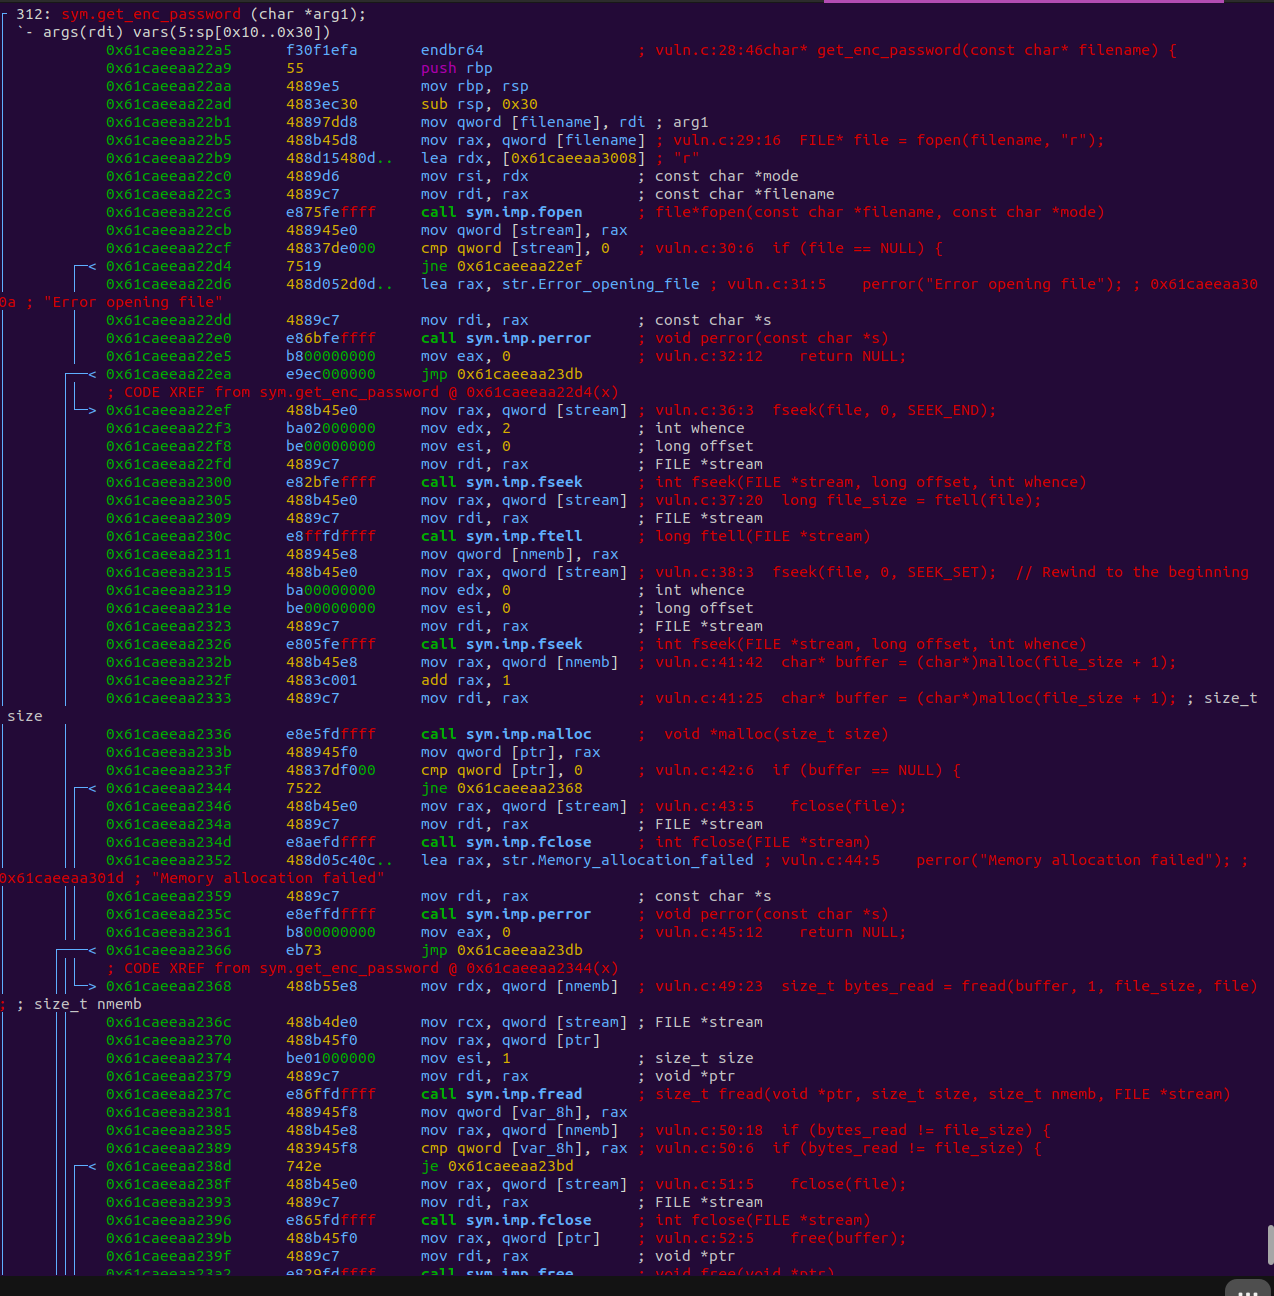 312: sym.get_enc_password (char *arg1);
`- args(rdi) vars(5:sp[0x10..0x30])
0x61caeeaa22a5 f30f1efa endbr64 ; vuln.c:28:46char* get_enc_password(const char* filename) {
0x61caeeaa22a9 55 push rbp
0x61caeeaa22aa 4889e5 mov rbp, rsp
0x61caeeaa22ad 4883ec30 sub rsp, 0x30
0x61caeeaa22b1 48897dd8 mov qword [filename], rdi ; arg1
0x61caeeaa22b5 488b45d8 mov rax, qword [filename] ; vuln.c:29:16  FILE* file = fopen(filename, "r");
0x61caeeaa22b9 488d15480d.. lea rdx, [0x61caeeaa3008] ; "r"
0x61caeeaa22c0 4889d6 mov rsi, rdx ; const char *mode
0x61caeeaa22c3 4889c7 mov rdi, rax ; const char *filename
0x61caeeaa22c6 e875feffff call sym.imp.fopen ; file*fopen(const char *filename, const char *mode)
0x61caeeaa22cb 488945e0 mov qword [stream], rax
0x61caeeaa22cf 48837de000 cmp qword [stream], 0 ; vuln.c:30:6  if (file == NULL) {
< 0x61caeeaa22d4 7519 jne 0x61caeeaa22ef
0x61caeeaa22d6 488d052d0d.. lea rax, str.Error_opening_file ; vuln.c:31:5    perror("Error opening file"); ; 0x61caeeaa30
0a ; "Error opening file"
0x61caeeaa22dd 4889c7 mov rdi, rax ; const char *s
0x61caeeaa22e0 e86bfeffff call sym.imp.perror ; void perror(const char *s)
0x61caeeaa22e5 b800000000 mov eax, 0 ; vuln.c:32:12    return NULL;
< 0x61caeeaa22ea e9ec000000 jmp 0x61caeeaa23db
; CODE XREF from sym.get_enc_password @ 0x61caeeaa22d4(x)
> 0x61caeeaa22ef 488b45e0 mov rax, qword [stream] ; vuln.c:36:3  fseek(file, 0, SEEK_END);
0x61caeeaa22f3 ba02000000 mov edx, 2 ; int whence
0x61caeeaa22f8 be00000000 mov esi, 0 ; long offset
0x61caeeaa22fd 4889c7 mov rdi, rax ; FILE *stream
0x61caeeaa2300 e82bfeffff call sym.imp.fseek ; int fseek(FILE *stream, long offset, int whence)
0x61caeeaa2305 488b45e0 mov rax, qword [stream] ; vuln.c:37:20  long file_size = ftell(file);
0x61caeeaa2309 4889c7 mov rdi, rax ; FILE *stream
0x61caeeaa230c e8fffdffff call sym.imp.ftell ; long ftell(FILE *stream)
0x61caeeaa2311 488945e8 mov qword [nmemb], rax
0x61caeeaa2315 488b45e0 mov rax, qword [stream] ; vuln.c:38:3  fseek(file, 0, SEEK_SET);  // Rewind to the beginning
0x61caeeaa2319 ba00000000 mov edx, 0 ; int whence
0x61caeeaa231e be00000000 mov esi, 0 ; long offset
0x61caeeaa2323 4889c7 mov rdi, rax ; FILE *stream
0x61caeeaa2326 e805feffff call sym.imp.fseek ; int fseek(FILE *stream, long offset, int whence)
0x61caeeaa232b 488b45e8 mov rax, qword [nmemb] ; vuln.c:41:42  char* buffer = (char*)malloc(file_size + 1);
0x61caeeaa232f 4883c001 add rax, 1
0x61caeeaa2333 4889c7 mov rdi, rax ; vuln.c:41:25  char* buffer = (char*)malloc(file_size + 1); ; size_t
size
0x61caeeaa2336 e8e5fdffff call sym.imp.malloc ;  void *malloc(size_t size)
0x61caeeaa233b 488945f0 mov qword [ptr], rax
0x61caeeaa233f 48837df000 cmp qword [ptr], 0 ; vuln.c:42:6  if (buffer == NULL) {
< 0x61caeeaa2344 7522 jne 0x61caeeaa2368
0x61caeeaa2346 488b45e0 mov rax, qword [stream] ; vuln.c:43:5    fclose(file);
0x61caeeaa234a 4889c7 mov rdi, rax ; FILE *stream
0x61caeeaa234d e8aefdffff call sym.imp.fclose ; int fclose(FILE *stream)
0x61caeeaa2352 488d05c40c.. lea rax, str.Memory_allocation_failed ; vuln.c:44:5    perror("Memory allocation failed"); ;
0x61caeeaa301d ; "Memory allocation failed"
0x61caeeaa2359 4889c7 mov rdi, rax ; const char *s
0x61caeeaa235c e8effdffff call sym.imp.perror ; void perror(const char *s)
0x61caeeaa2361 b800000000 mov eax, 0 ; vuln.c:45:12    return NULL;
< 0x61caeeaa2366 eb73 jmp 0x61caeeaa23db
; CODE XREF from sym.get_enc_password @ 0x61caeeaa2344(x)
> 0x61caeeaa2368 488b55e8 mov rdx, qword [nmemb] ; vuln.c:49:23  size_t bytes_read = fread(buffer, 1, file_size, file)
; ; size_t nmemb
0x61caeeaa236c 488b4de0 mov rcx, qword [stream] ; FILE *stream
0x61caeeaa2370 488b45f0 mov rax, qword [ptr]
0x61caeeaa2374 be01000000 mov esi, 1 ; size_t size
0x61caeeaa2379 4889c7 mov rdi, rax ; void *ptr
0x61caeeaa237c e86ffdffff call sym.imp.fread ; size_t fread(void *ptr, size_t size, size_t nmemb, FILE *stream)
0x61caeeaa2381 488945f8 mov qword [var_8h], rax
0x61caeeaa2385 488b45e8 mov rax, qword [nmemb] ; vuln.c:50:18  if (bytes_read != file_size) {
0x61caeeaa2389 483945f8 cmp qword [var_8h], rax ; vuln.c:50:6  if (bytes_read != file_size) {
< 0x61caeeaa238d 742e je 0x61caeeaa23bd
0x61caeeaa238f 488b45e0 mov rax, qword [stream] ; vuln.c:51:5    fclose(file);
0x61caeeaa2393 4889c7 mov rdi, rax ; FILE *stream
0x61caeeaa2396 e865fdffff call sym.imp.fclose ; int fclose(FILE *stream)
0x61caeeaa239b 488b45f0 mov rax, qword [ptr] ; vuln.c:52:5    free(buffer);
0x61caeeaa239f 4889c7 mov rdi, rax ; void *ptr
0x61caeeaa23a2 e829fdffff call sym.imp.free ; void free(void *ptr)